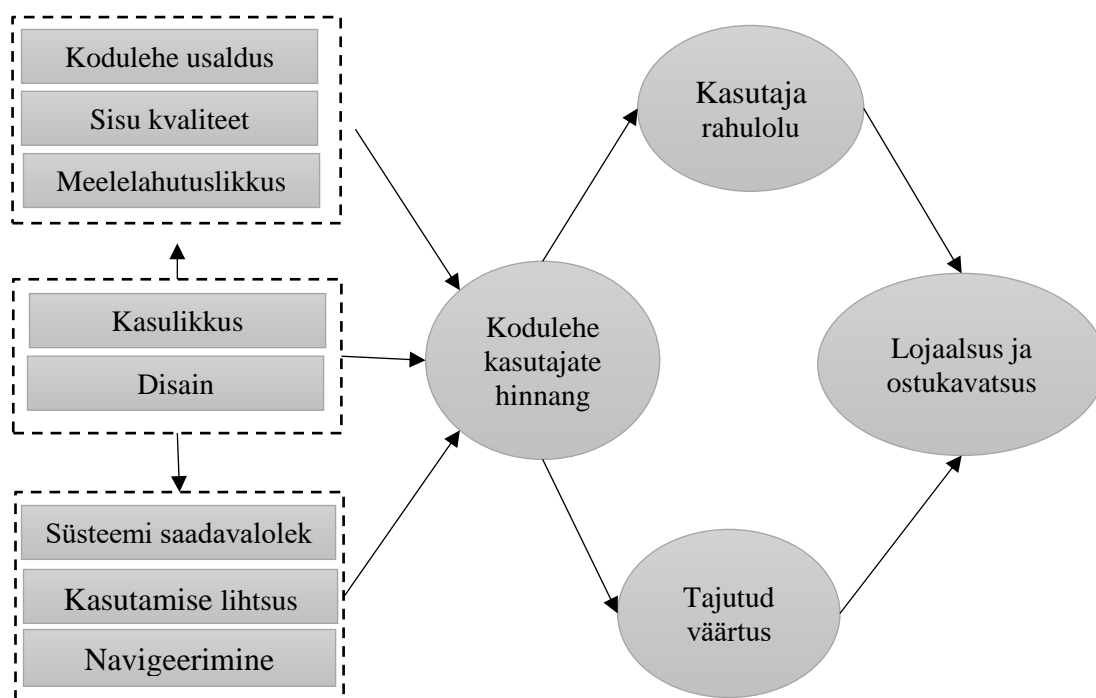 Kodulehe usaldus
Sisu kvaliteet
Meelelahutuslikkus
Kasulikkus
Disain
Süsteemi saadavalolek
Kasutamise lihtsus
Navigeerimine
Kodulehe
kasutajate
hinnang
Kasutaja
rahulolu
Tajutud
väärtus
Lojaalsus ja
ostukavatsus